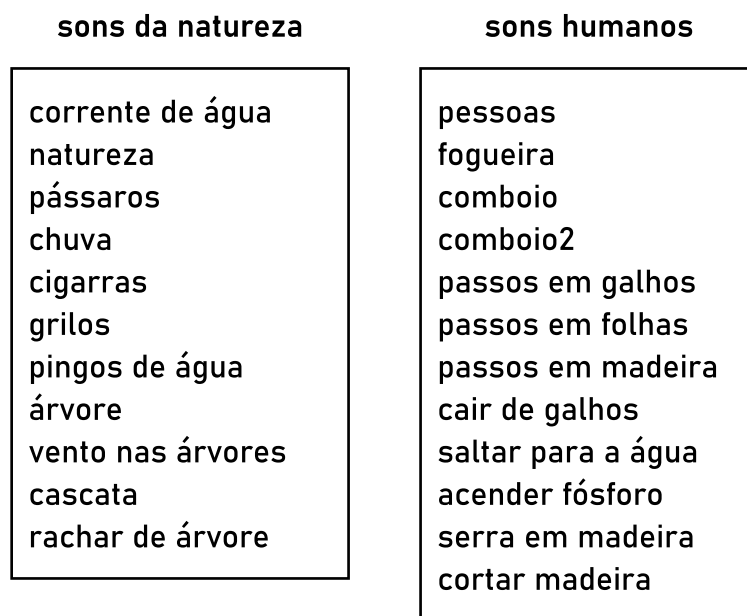 sons da natureza
corrente de água
natureza
pássaros
chuva
cigarras
grilos
pingos de água
árvore
vento nas árvores
cascata
rachar de árvore
sons humanos
pessoas
fogueira
comboio
comboio2
passos em galhos
passos em folhas
passos em madeira
cair de galhos
saltar para a água
acender fósforo
serra em madeira
cortar madeira